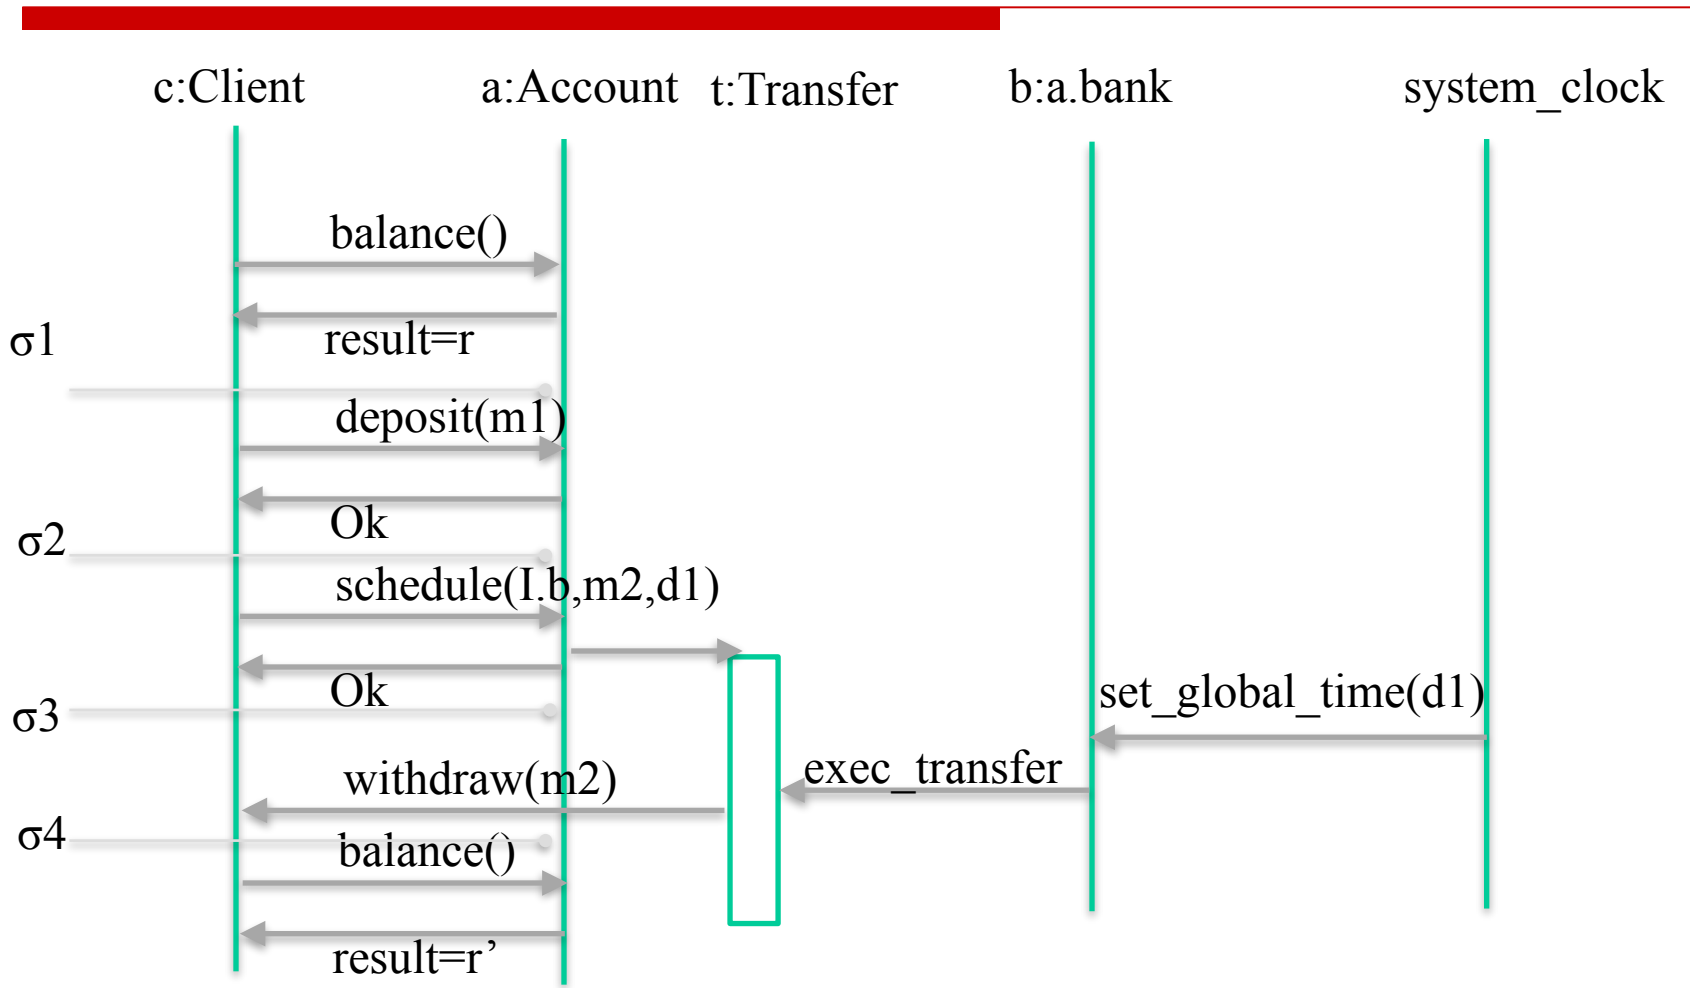 c:Client
a:Account
t:Transfer
b:a.bank
system_clock
balance()
result=r
σ1
deposit(m1)
Ok
σ2
schedule(I.b,m2,d1)
Ok
σ3
set_global_time(d1)
exec_transfer
withdraw(m2)
σ4
balance()
result=r’